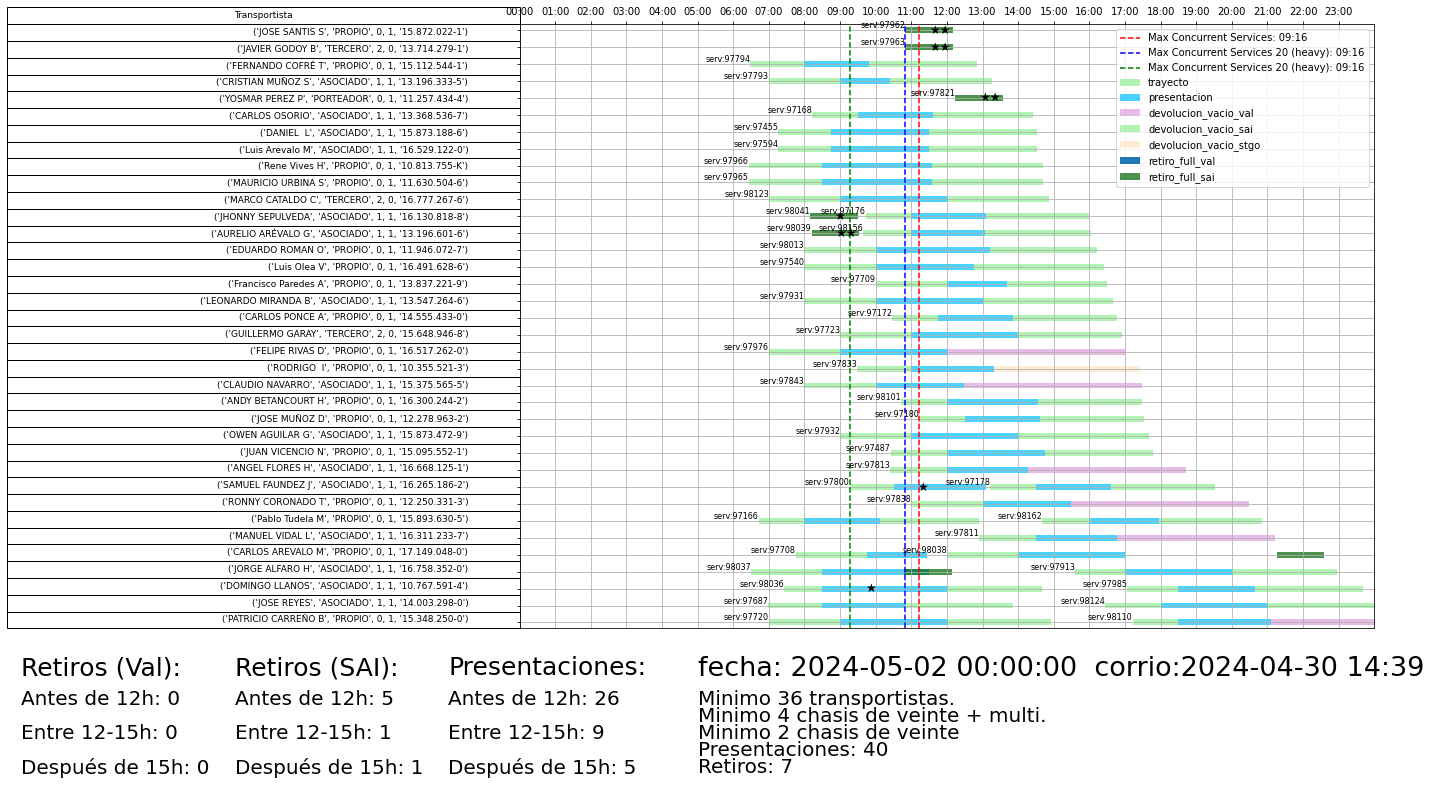 Transportista
00:00 01:00 02:00 03:00 04:00 05:00 06:00 07:00 08:00 09:00 10:00 11:00 12:00 13:00 14:00 15:00 16:00 17:00 18:00 19:00 20:00 21:00 22:00 23:00
('JOSE SANTIS S', 'PROPIO', 0, 1, '15.872.022-1') serv:97962
('JAVIER GODOY B', 'TERCERO', 2, 0, '13.714.279-1') serv:97963
('FERNANDO COFRÉ T', 'PROPIO', 0, 1, '15.112.544-1') serv:97794
('CRISTIAN MUÑOZ S', 'ASOCIADO', 1, 1, '13.196.333-5') serv:97793
('YOSMAR PEREZ P', 'PORTEADOR', 0, 1, '11.257.434-4') serv:97821
('CARLOS OSORIO', 'ASOCIADO', 1, 1, '13.368.536-7') serv:97168
('DANIEL  L', 'ASOCIADO', 1, 1, '15.873.188-6') serv:97455
('Luis Arevalo M', 'ASOCIADO', 1, 1, '16.529.122-0') serv:97594
('Rene Vives H', 'PROPIO', 0, 1, '10.813.755-K') serv:97966
('MAURICIO URBINA S', 'PROPIO', 0, 1, '11.630.504-6') serv:97965
('MARCO CATALDO C', 'TERCERO', 2, 0, '16.777.267-6') serv:98123
('JHONNY SEPULVEDA', 'ASOCIADO', 1, 1, '16.130.818-8') serv:98041 serv:97176
('AURELIO ARÉVALO G', 'ASOCIADO', 1, 1, '13.196.601-6') serv:98039 serv:98156
('EDUARDO ROMAN O', 'PROPIO', 0, 1, '11.946.072-7') serv:98013
('Luis Olea V', 'PROPIO', 0, 1, '16.491.628-6') serv:97540
('Francisco Paredes A', 'PROPIO', 0, 1, '13.837.221-9') serv:97709
('LEONARDO MIRANDA B', 'ASOCIADO', 1, 1, '13.547.264-6') serv:97931
('CARLOS PONCE A', 'PROPIO', 0, 1, '14.555.433-0') serv:97172
('GUILLERMO GARAY', 'TERCERO', 2, 0, '15.648.946-8') serv:97723
('FELIPE RIVAS D', 'PROPIO', 0, 1, '16.517.262-0') serv:97976
('RODRIGO  I', 'PROPIO', 0, 1, '10.355.521-3') serv:97833
('CLAUDIO NAVARRO', 'ASOCIADO', 1, 1, '15.375.565-5') serv:97843
('ANDY BETANCOURT H', 'PROPIO', 0, 1, '16.300.244-2') serv:98101
('JOSE MUÑOZ D', 'PROPIO', 0, 1, '12.278.963-2') serv:97180
('OWEN AGUILAR G', 'ASOCIADO', 1, 1, '15.873.472-9') serv:97932
('JUAN VICENCIO N', 'PROPIO', 0, 1, '15.095.552-1') serv:97487
('ANGEL FLORES H', 'ASOCIADO', 1, 1, '16.668.125-1') serv:97813
('SAMUEL FAUNDEZ J', 'ASOCIADO', 1, 1, '16.265.186-2') serv:97800 serv:97178
('RONNY CORONADO T', 'PROPIO', 0, 1, '12.250.331-3') serv:97838
('Pablo Tudela M', 'PROPIO', 0, 1, '15.893.630-5') serv:97166 serv:98162
('MANUEL VIDAL L', 'ASOCIADO', 1, 1, '16.311.233-7') serv:97811
('CARLOS AREVALO M', 'PROPIO', 0, 1, '17.149.048-0') serv:97708 serv:98038
('JORGE ALFARO H', 'ASOCIADO', 1, 1, '16.758.352-0') serv:98037 serv:97913
('DOMINGO LLANOS', 'ASOCIADO', 1, 1, '10.767.591-4') serv:98036 serv:97985
('JOSE REYES', 'ASOCIADO', 1, 1, '14.003.298-0') serv:97687 serv:98124
('PATRICIO CARREÑO B', 'PROPIO', 0, 1, '15.348.250-0') serv:97720 serv:98110
Max Concurrent Services: 09:16
Max Concurrent Services 20 (heavy): 09:16
Max Concurrent Services 20 (heavy): 09:16
trayecto
presentacion
devolucion_vacio_val
devolucion_vacio_sai
devolucion_vacio_stgo
retiro_full_val
retiro_full_sai
Retiros (Val):
Antes de 12h: 0
Entre 12-15h: 0
Después de 15h: 0
Retiros (SAI):
Antes de 12h: 5
Entre 12-15h: 1
Después de 15h: 1
Presentaciones:
Antes de 12h: 26
Entre 12-15h: 9
Después de 15h: 5
fecha: 2024-05-02 00:00:00  corrio:2024-04-30 14:39
Minimo 36 transportistas.
Minimo 4 chasis de veinte + multi.
Minimo 2 chasis de veinte
Presentaciones: 40
Retiros: 7